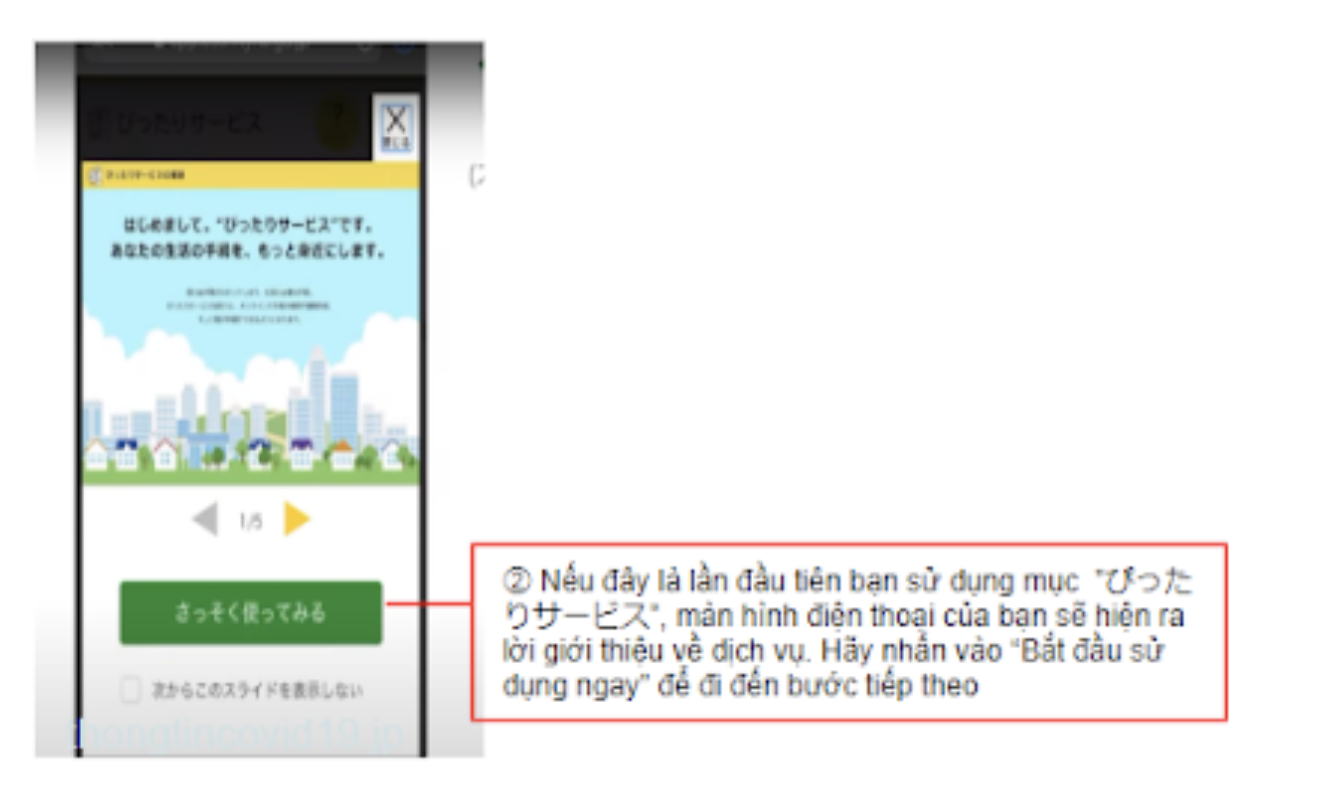 ぴったりサービス
閉じる
はじめまして、"ぴったりサービス"です。
あなたの生活の手続を、もっと身近にします。
1/5
さっそく使ってみる
次からこのスライドを表示しない
thongtincovid19.jp
② Nếu đây là lần đầu tiên bạn sử dụng mục "ぴった
りサービス", màn hình điện thoại của bạn sẽ hiện ra
lời giới thiệu về dịch vụ. Hãy nhấn vào "Bắt đầu sử
dụng ngay" để đi đến bước tiếp theo